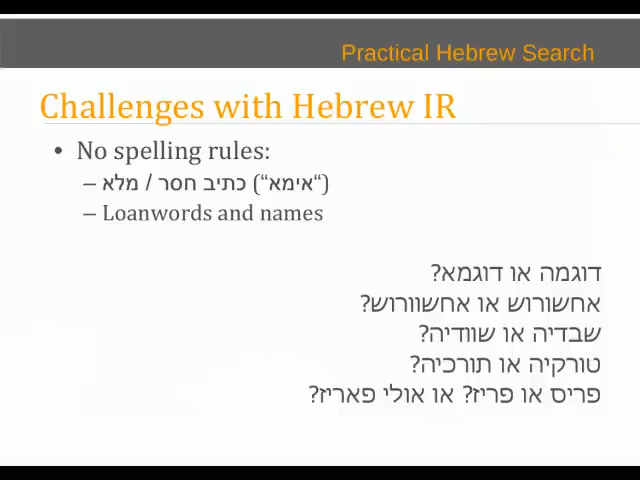 Practical Hebrew Search
Challenges with Hebrew IR
• No spelling rules:
– כתיב חסר / מלא ("אימא“)
– Loanwords and names
דוגמה או דוגמא?
אחשורוש או אחשוורוש?
שבדיה או שוודיה?
טורקיה או תורכיה?
פריס או פריז? או אולי פאריז?